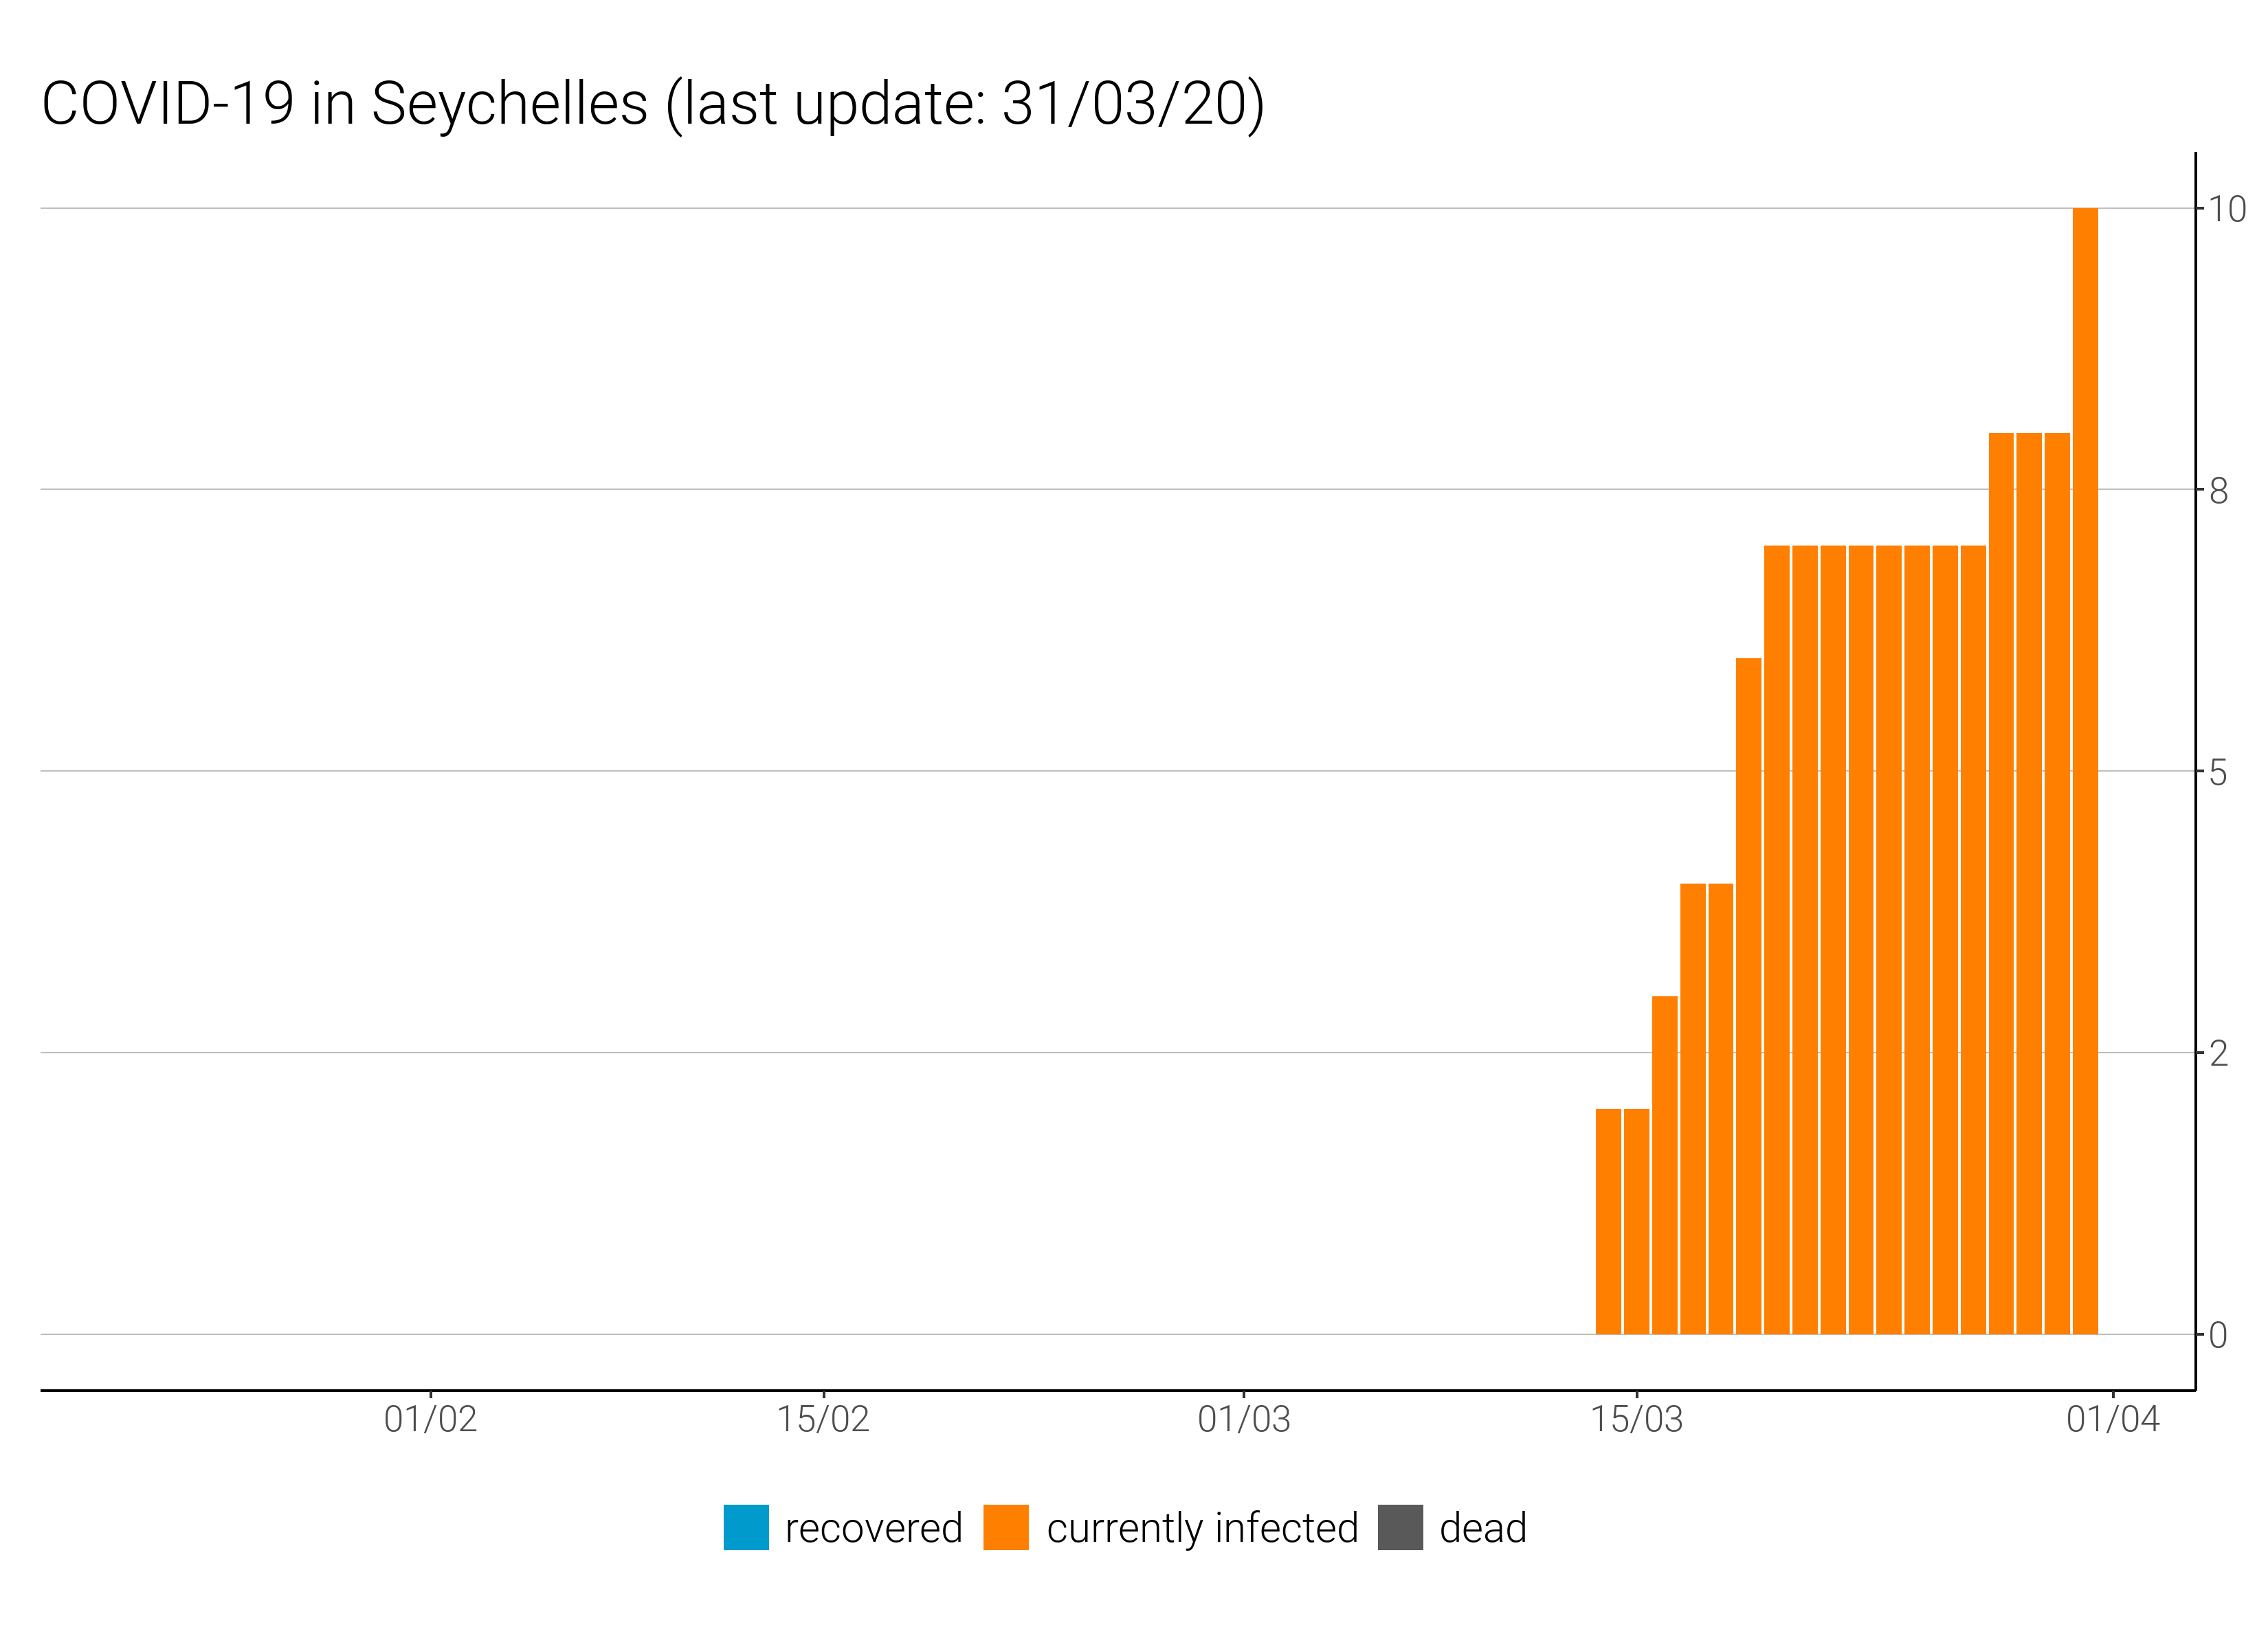 COVID-19 in Seychelles (last update: 31/03/20)
10
8
5
2
0
01/02 15/02 01/03 15/03 01/04
recovered currently infected dead